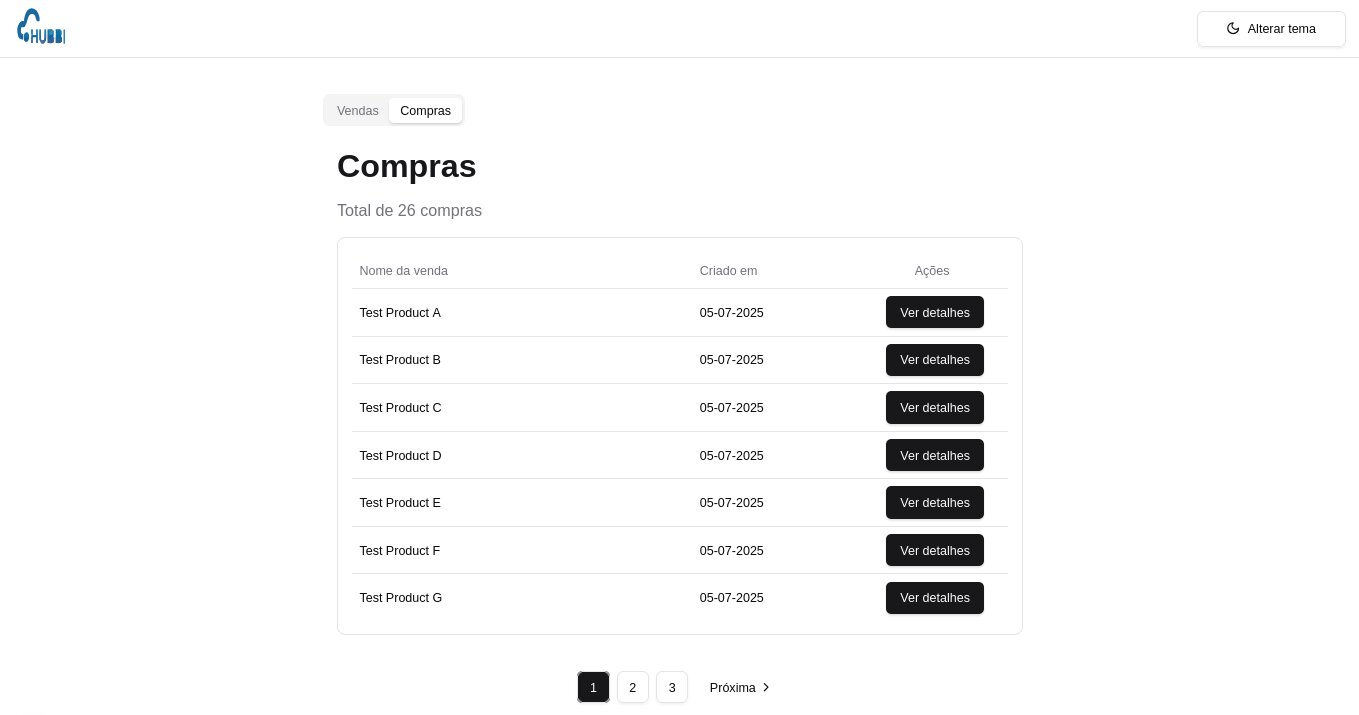 HUBBI
Alterar tema
Vendas Compras
Compras
Total de 26 compras
Nome da venda Criado em Ações
Test Product A 05-07-2025 Ver detalhes
Test Product B 05-07-2025 Ver detalhes
Test Product C 05-07-2025 Ver detalhes
Test Product D 05-07-2025 Ver detalhes
Test Product E 05-07-2025 Ver detalhes
Test Product F 05-07-2025 Ver detalhes
Test Product G 05-07-2025 Ver detalhes
1 2 3 Próxima